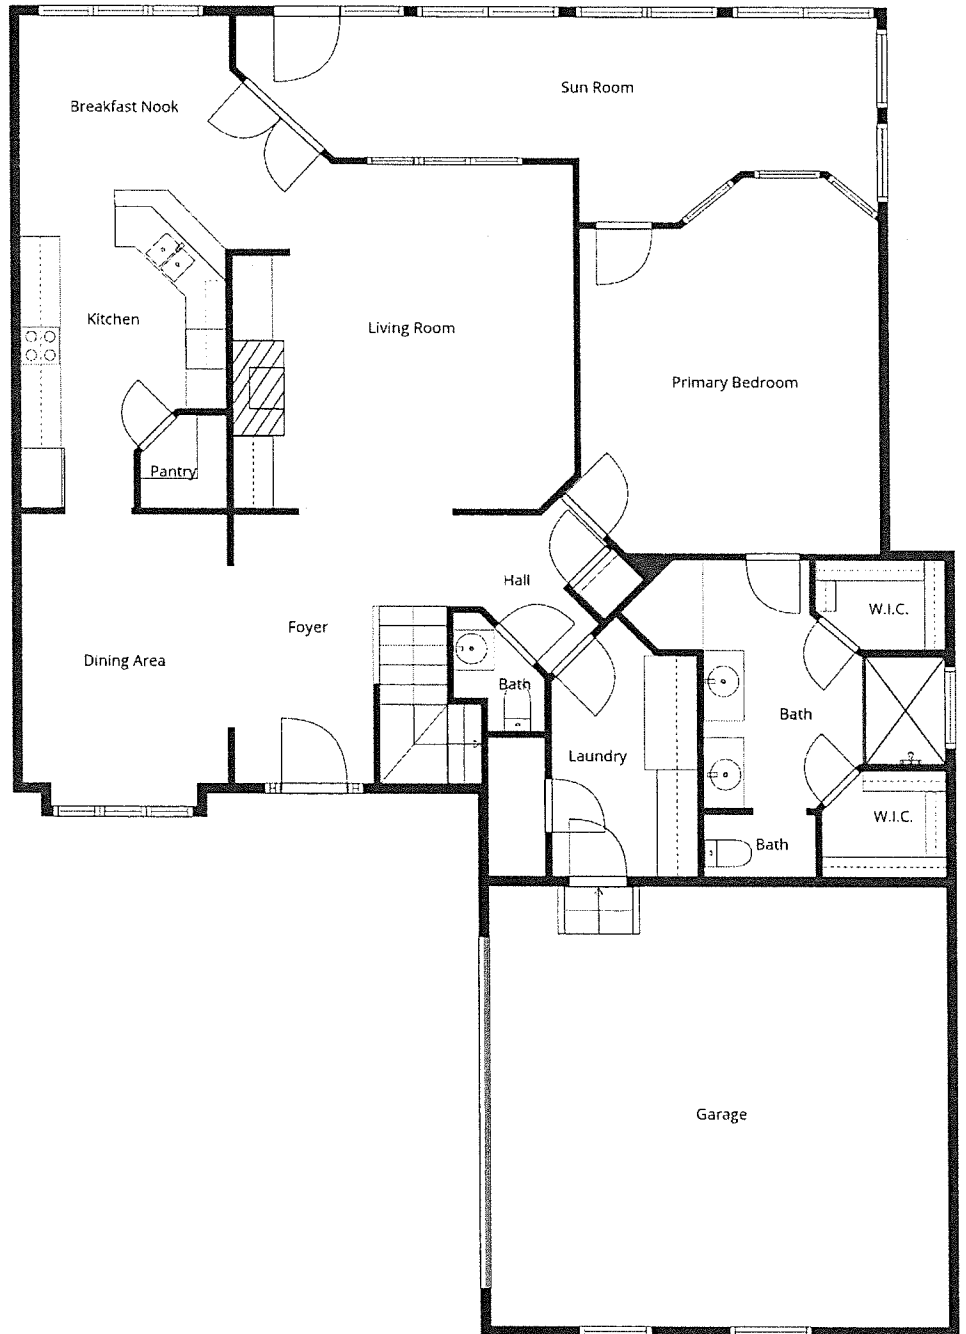 Sun Room
Breakfast Nook
Kitchen
Living Room
Primary Bedroom
Pantry
Hall
W.I.C.
Foyer
Dining Area
Bath
Bath
Laundry
W.I.C.
Bath
Garage